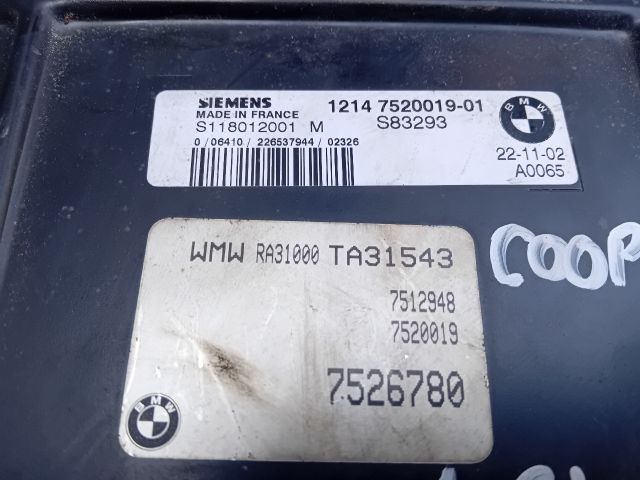 SIEMENS 1214 7520019-01
MADE IN FRANCE
S118012001 M S83293
0 / 06410 / 226537944 / 02326
22-11-02
A0065
BMW
WMW RA31000 TA31543
COOP
7512948
7520019
7526780
BMW